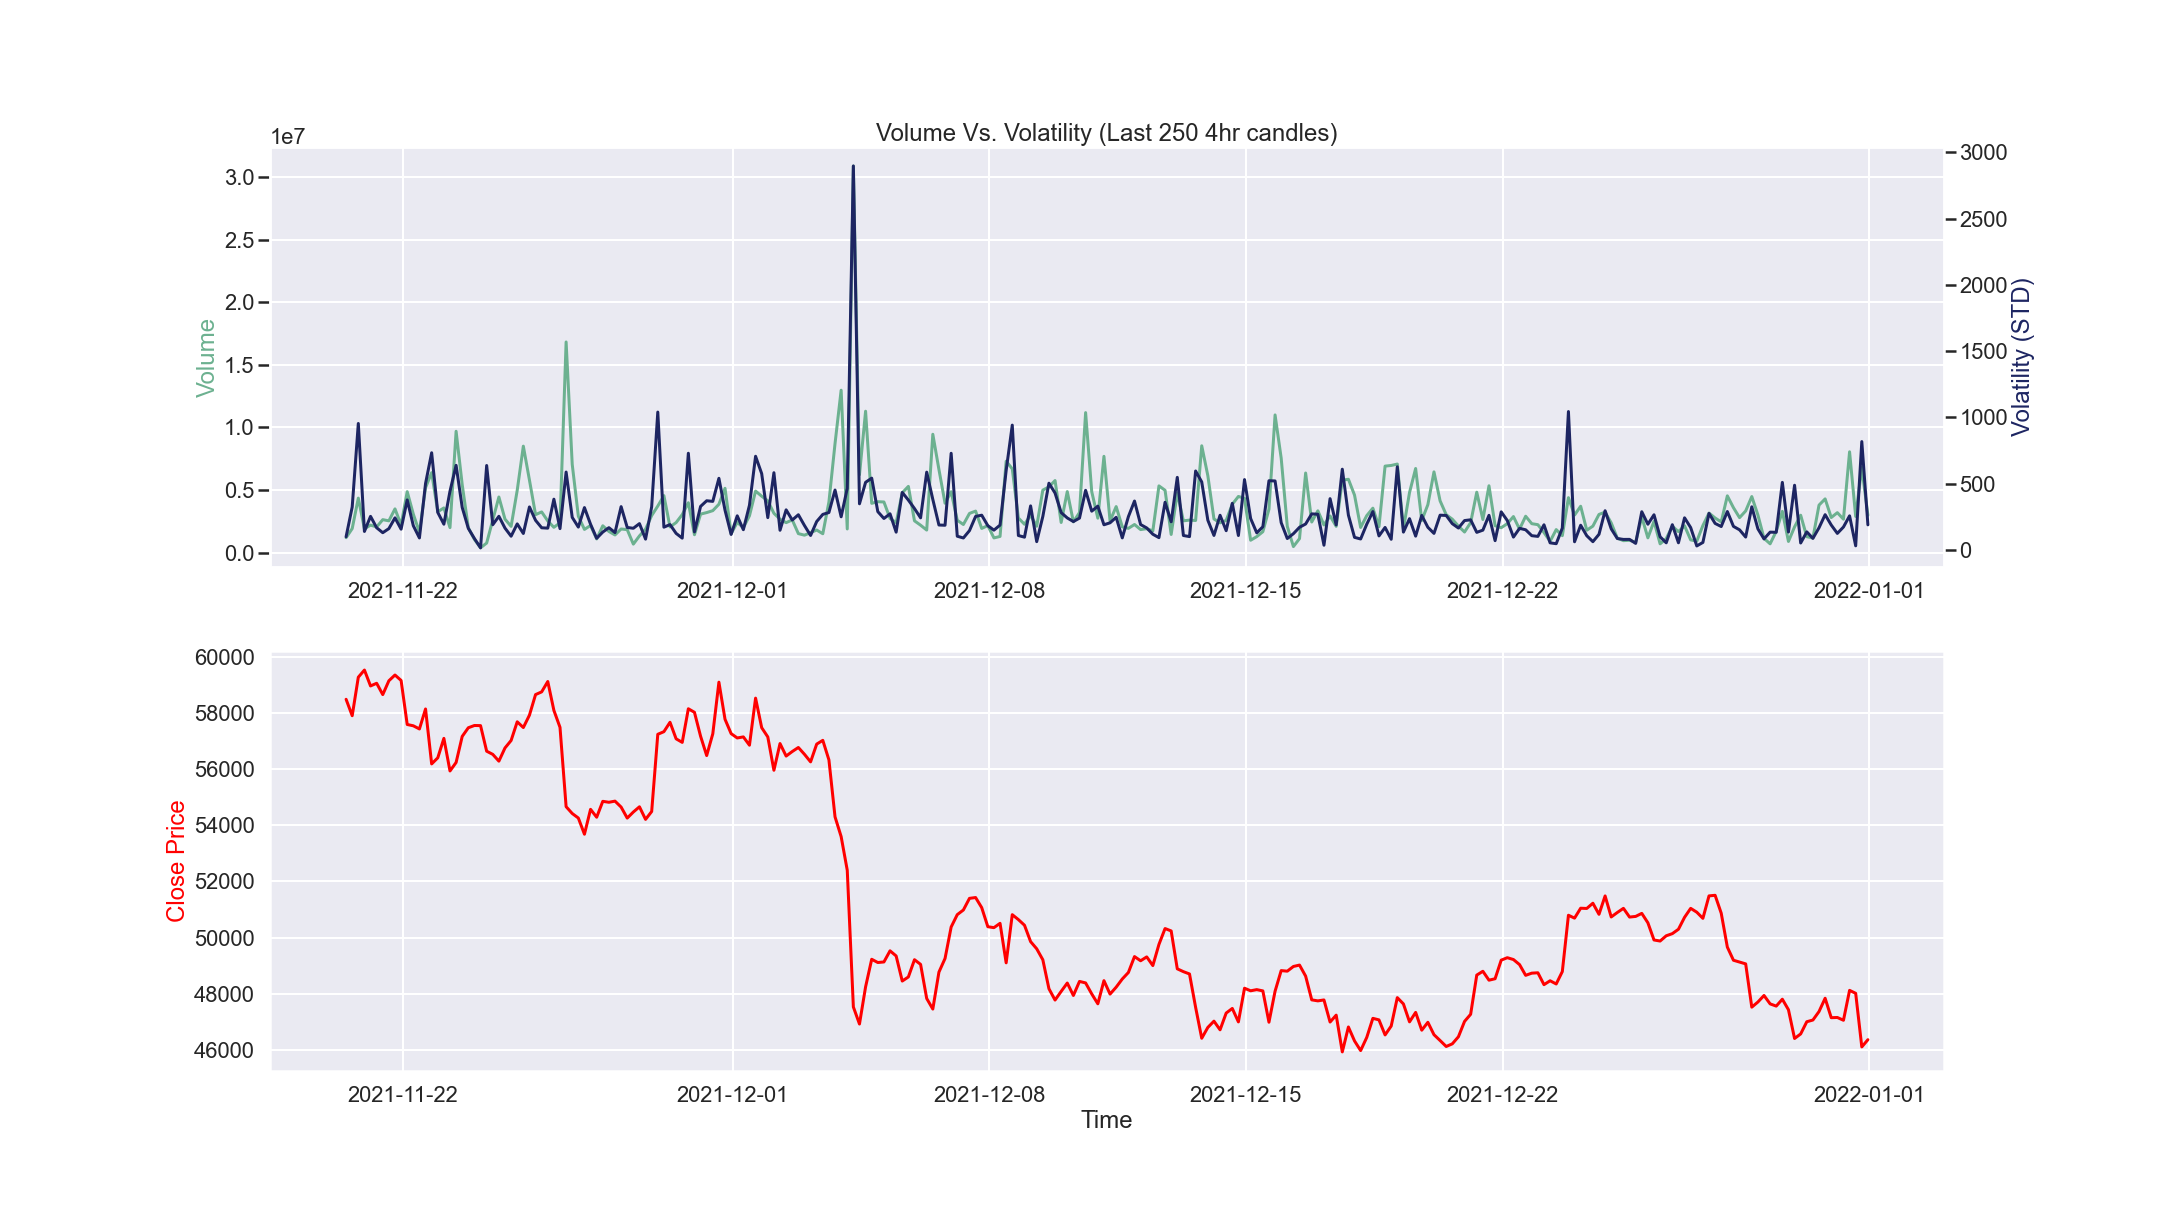 Volume Vs. Volatility (Last 250 4hr candles)
1e7
3.0
2.5
2.0
1.5
1.0
0.5
0.0
Volume
3000
2500
2000
1500
1000
500
0
Volatility (STD)
2021-11-22 2021-12-01 2021-12-08 2021-12-15 2021-12-22 2022-01-01
60000
58000
56000
54000
52000
50000
48000
46000
Close Price
2021-11-22 2021-12-01 2021-12-08 2021-12-15 2021-12-22 2022-01-01
Time